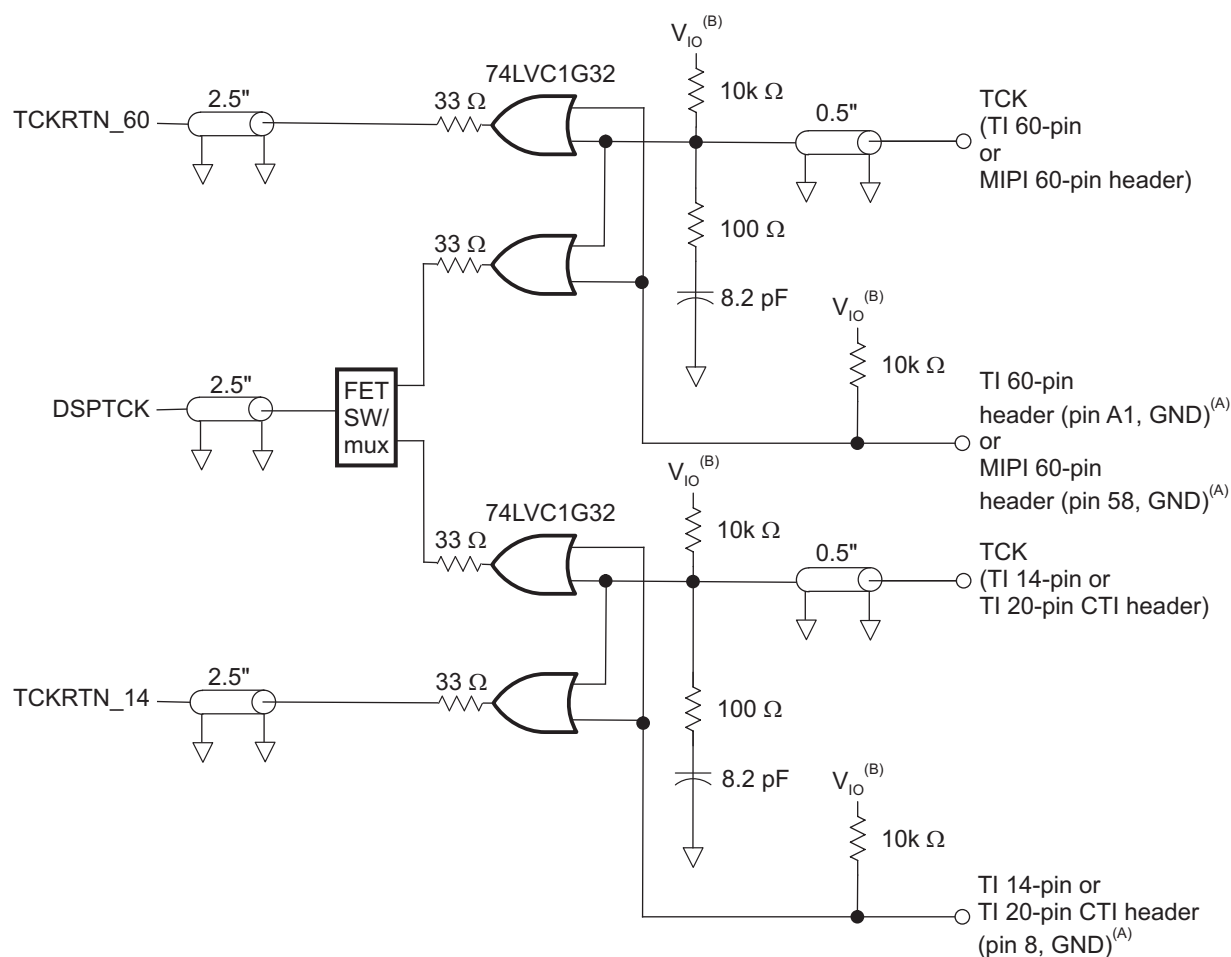 V_IO (B)
74LVC1G32
10k Ω
TCKRTN_60
2.5"
33 Ω
0.5"
TCK
(TI 60-pin
or
MIPI 60-pin header)
33 Ω
100 Ω
8.2 pF
V_IO (B)
10k Ω
DSPTCK
2.5"
FET
SW/
mux
TI 60-pin
header (pin A1, GND)(A)
or
MIPI 60-pin
header (pin 58, GND)(A)
V_IO (B)
74LVC1G32
10k Ω
33 Ω
0.5"
TCK
(TI 14-pin or
TI 20-pin CTI header)
TCKRTN_14
2.5"
33 Ω
100 Ω
8.2 pF
V_IO (B)
10k Ω
TI 14-pin or
TI 20-pin CTI header
(pin 8, GND)(A)